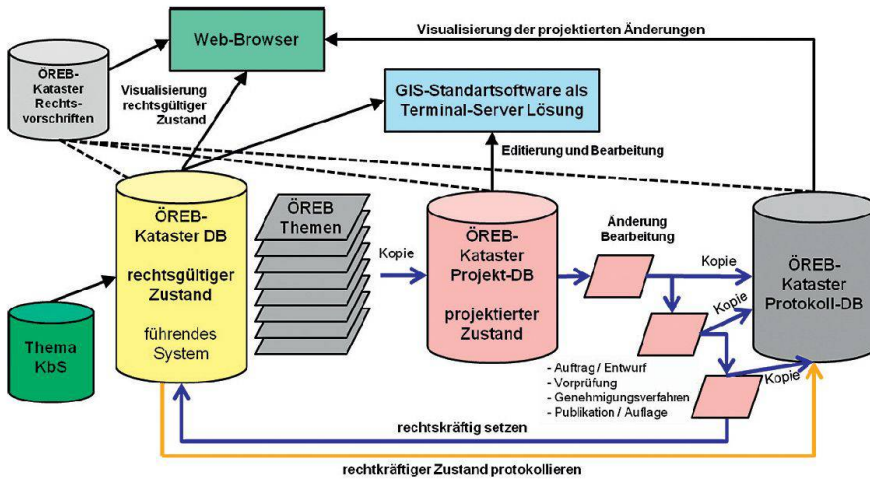 Web-Browser
Visualisierung der projektierten Änderungen
ÖREB-
Kataster
Rechts-
vorschriften
Visualisierung
rechtsgültiger
Zustand
GIS-Standartsoftware als
Terminal-Server Lösung
Editierung und Bearbeitung
ÖREB-
Kataster DB
rechtsgültiger
Zustand
führendes
System
ÖREB
Themen
Kopie
ÖREB-
Kataster
Projekt-DB
projektierter
Zustand
Änderung
Bearbeitung
Kopie
Kopie
Kopie
ÖREB-
Kataster
Protokoll-DB
Thema
KbS
- Auftrag / Entwurf
- Vorprüfung
- Genehmigungsverfahren
- Publikation / Auflage
rechtskräftig setzen
rechtkräftiger Zustand protokollieren